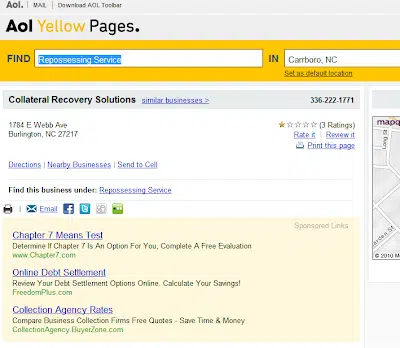 Aol. | MAIL | Download AOL Toolbar
Aol Yellow Pages.
FIND Repossessing Service IN Carrboro, NC
Set as default location
Collateral Recovery Solutions similar businesses > 336-222-1771
1784 E Webb Ave (3 Ratings)
Burlington, NC 27217 Rate it | Review it
Print this page
Directions | Nearby Businesses | Send to Cell
Find this business under: Repossessing Service
| Email
Sponsored Links
Chapter 7 Means Test
Determine If Chapter 7 Is An Option For You, Complete A Free Evaluation
www.Chapter7.com
Online Debt Settlement
Review Your Debt Settlement Options Online. Calculate Your Savings!
FreedomPlus.com
Collection Agency Rates
Compare Business Collection Firms Free Quotes - Save Time & Money
CollectionAgency.BuyerZone.com
mapq
© 2010 M